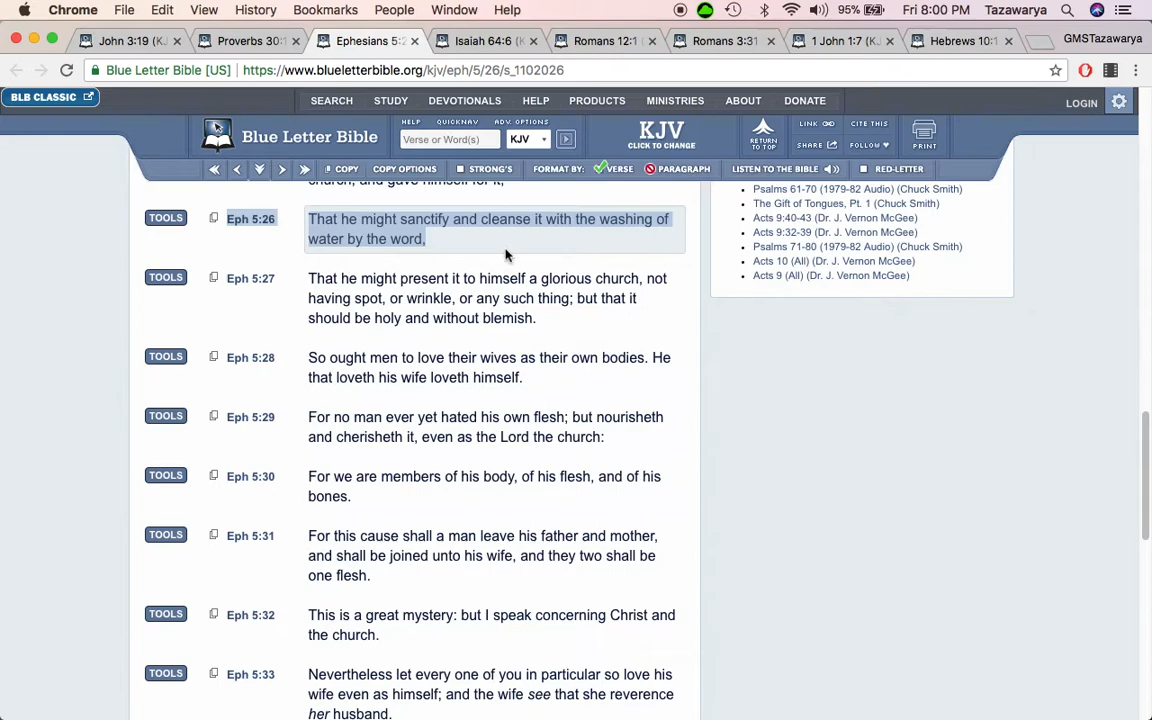 Chrome File Edit View History Bookmarks People Window Help 95% Fri 8:00 PM Tazawarya
John 3:19 (K Proverbs 30: Ephesians 5:2 Isaiah 64:6 ( Romans 12:1 ( Romans 3:31 1 John 1:7 (K Hebrews 10:1 GMSTazawarya
Blue Letter Bible [US] https://www.blueletterbible.org/kjv/eph/5/26/s_1102026
BLB CLASSIC SEARCH STUDY DEVOTIONALS HELP PRODUCTS MINISTRIES ABOUT DONATE LOGIN
HELP QUICKNAV ADV. OPTIONS
Blue Letter Bible Verse or Word(s) KJV
KJV
CLICK TO CHANGE
RETURN
TO TOP
LINK CITE THIS
SHARE FOLLOW
PRINT
COPY COPY OPTIONS STRONG'S FORMAT BY: VERSE PARAGRAPH LISTEN TO THE BIBLE RED-LETTER
church, and gave himself for it;
TOOLS Eph 5:26 That he might sanctify and cleanse it with the washing of
water by the word,
TOOLS Eph 5:27 That he might present it to himself a glorious church, not
having spot, or wrinkle, or any such thing; but that it
should be holy and without blemish.
TOOLS Eph 5:28 So ought men to love their wives as their own bodies. He
that loveth his wife loveth himself.
TOOLS Eph 5:29 For no man ever yet hated his own flesh; but nourisheth
and cherisheth it, even as the Lord the church:
TOOLS Eph 5:30 For we are members of his body, of his flesh, and of his
bones.
TOOLS Eph 5:31 For this cause shall a man leave his father and mother,
and shall be joined unto his wife, and they two shall be
one flesh.
TOOLS Eph 5:32 This is a great mystery: but I speak concerning Christ and
the church.
TOOLS Eph 5:33 Nevertheless let every one of you in particular so love his
wife even as himself; and the wife see that she reverence
her husband.
Psalms 61-70 (1979-82 Audio) (Chuck Smith)
The Gift of Tongues, Pt. 1 (Chuck Smith)
Acts 9:40-43 (Dr. J. Vernon McGee)
Acts 9:32-39 (Dr. J. Vernon McGee)
Psalms 71-80 (1979-82 Audio) (Chuck Smith)
Acts 10 (All) (Dr. J. Vernon McGee)
Acts 9 (All) (Dr. J. Vernon McGee)